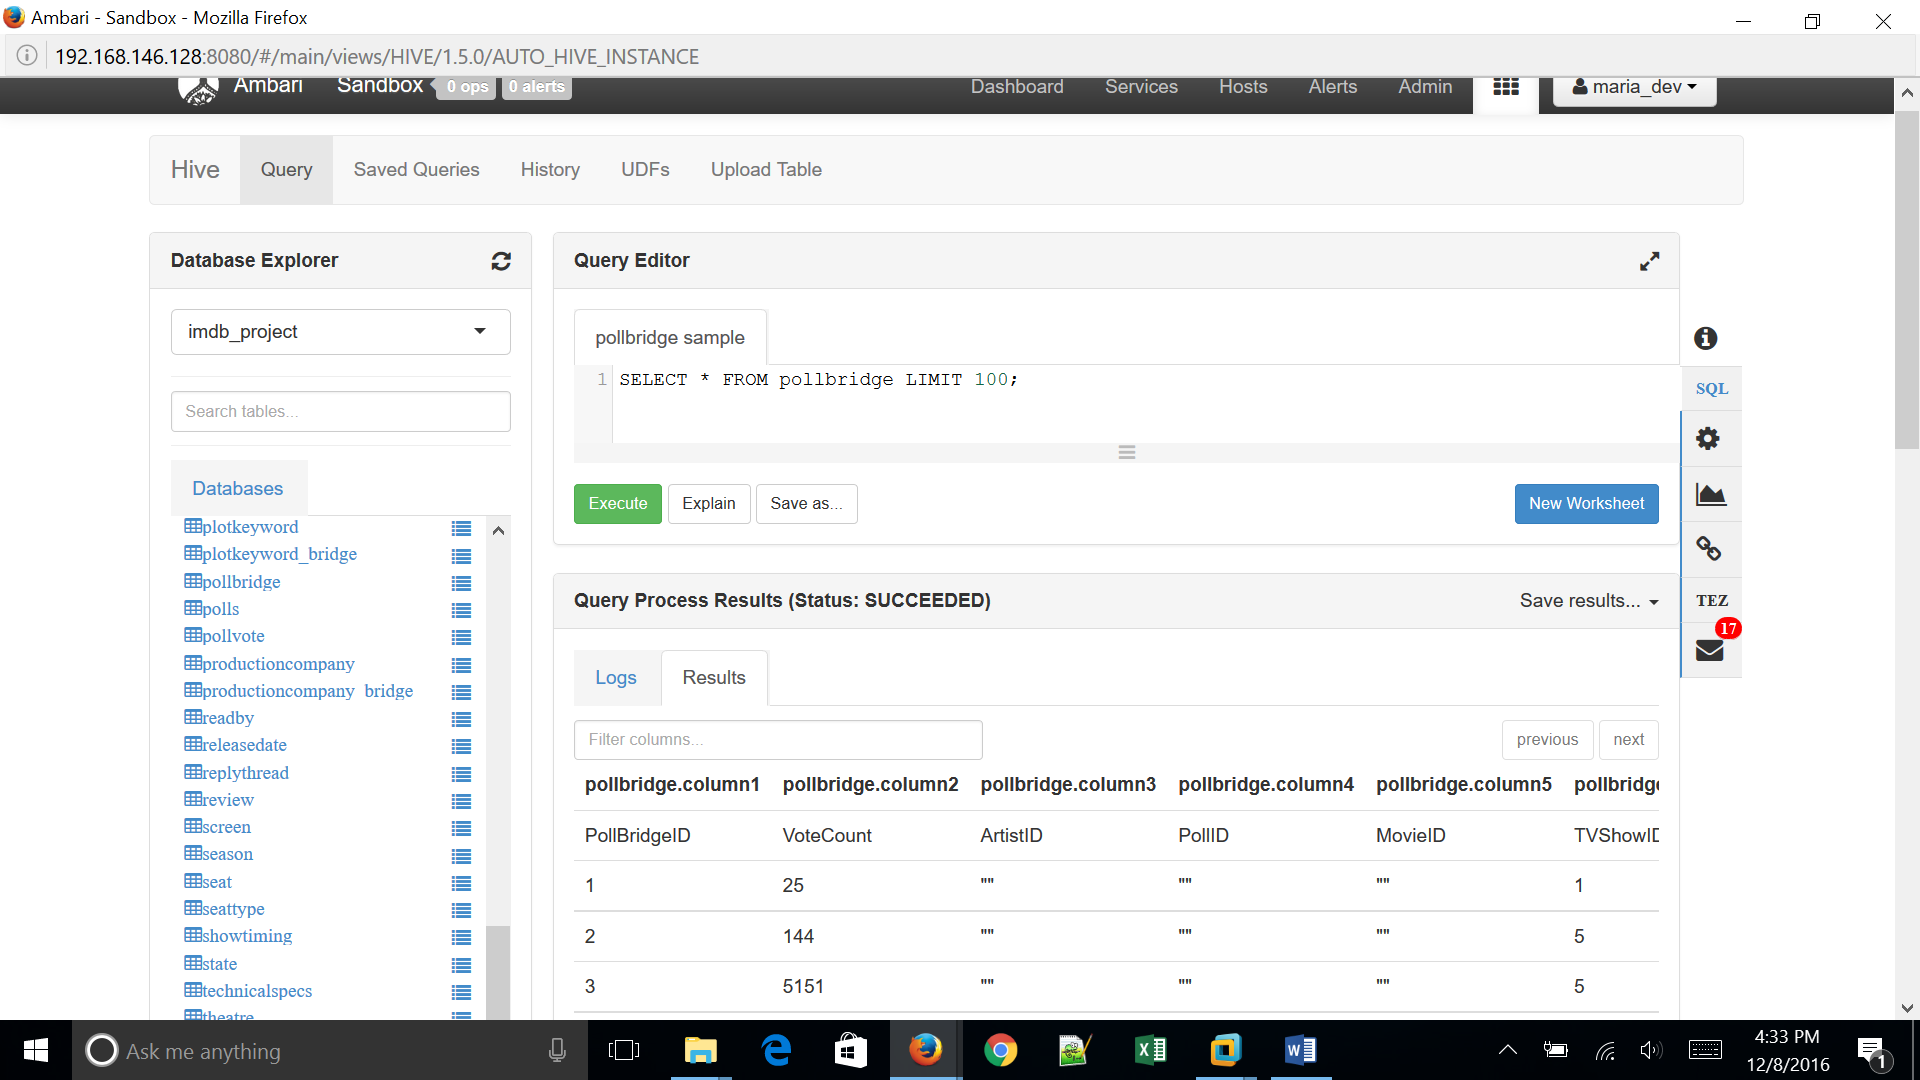 Ambari - Sandbox - Mozilla Firefox
192.168.146.128:8080/#/main/views/HIVE/1.5.0/AUTO_HIVE_INSTANCE
Ambari Sandbox 0 ops 0 alerts Dashboard Services Hosts Alerts Admin maria_dev
Hive Query Saved Queries History UDFs Upload Table
Database Explorer
imdb_project
Search tables...
Databases
plotkeyword
plotkeyword_bridge
pollbridge
polls
pollvote
productioncompany
productioncompany_bridge
readby
releasedate
replythread
review
screen
season
seat
seattype
showtiming
state
technicalspecs
theatre
Query Editor
pollbridge sample
1 SELECT * FROM pollbridge LIMIT 100;
Execute Explain Save as... New Worksheet
SQL
TEZ
17
Query Process Results (Status: SUCCEEDED) Save results...
Logs Results
Filter columns... previous next
pollbridge.column1 pollbridge.column2 pollbridge.column3 pollbridge.column4 pollbridge.column5 pollbridge
PollBridgeID VoteCount ArtistID PollID MovieID TVShowID
1 25 "" "" "" 1
2 144 "" "" "" 5
3 5151 "" "" "" 5
Ask me anything
4:33 PM
12/8/2016
1